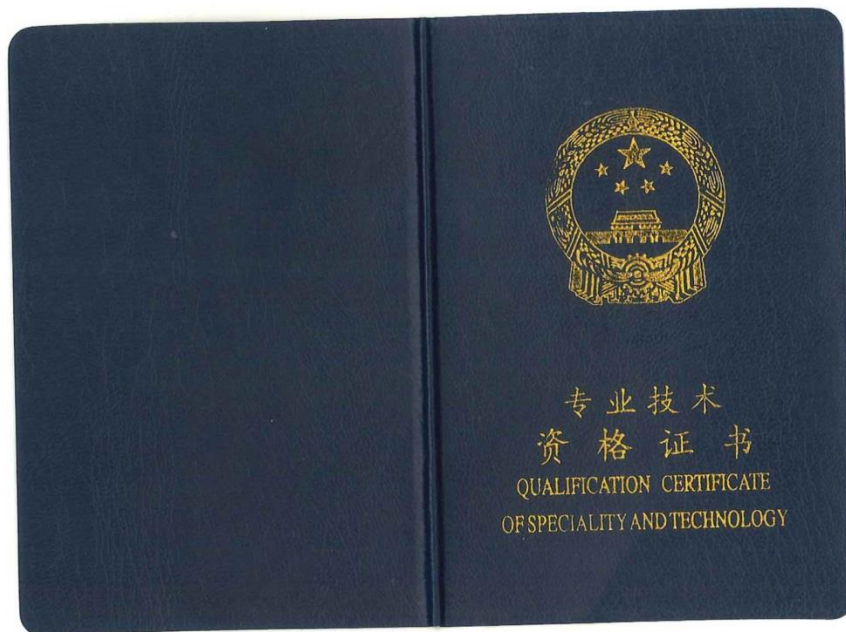 专业技术
资格证书
QUALIFICATION CERTIFICATE
OF SPECIALITY AND TECHNOLOGY